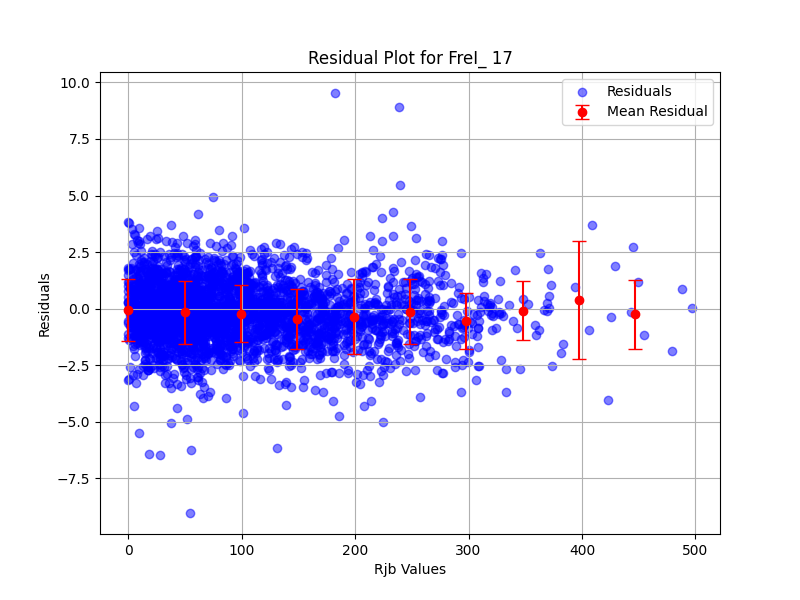 Residual Plot for FreI_ 17
10.0
7.5
5.0
2.5
0.0
−2.5
−5.0
−7.5
Residuals
Residuals
Mean Residual
0 100 200 300 400 500
Rjb Values